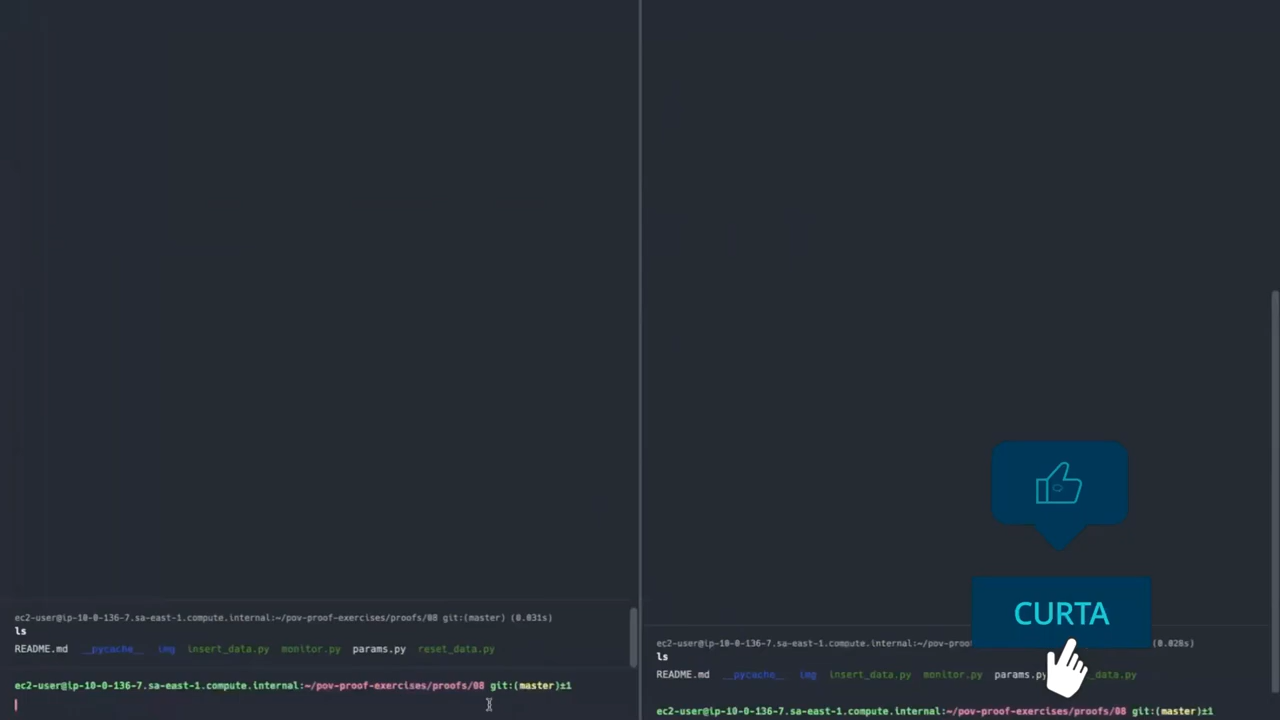 ec2-user@ip-10-0-136-7.sa-east-1.compute.internal:~/pov-proof-exercises/proofs/08 git:(master) (0.031s)
ls
README.md __pycache__ img insert_data.py monitor.py params.py reset_data.py
ec2-user@ip-10-0-136-7.sa-east-1.compute.internal:~/pov-proof-exercises/proofs/08 git:(master)±1
CURTA
ec2-user@ip-10-0-136-7.sa-east-1.compute.internal:~/pov-proo (0.028s)
ls
README.md __pycache__ img insert_data.py monitor.py params.py _data.py
ec2-user@ip-10-0-136-7.sa-east-1.compute.internal:~/pov-proof-exercises/proofs/08 git:(master)±1